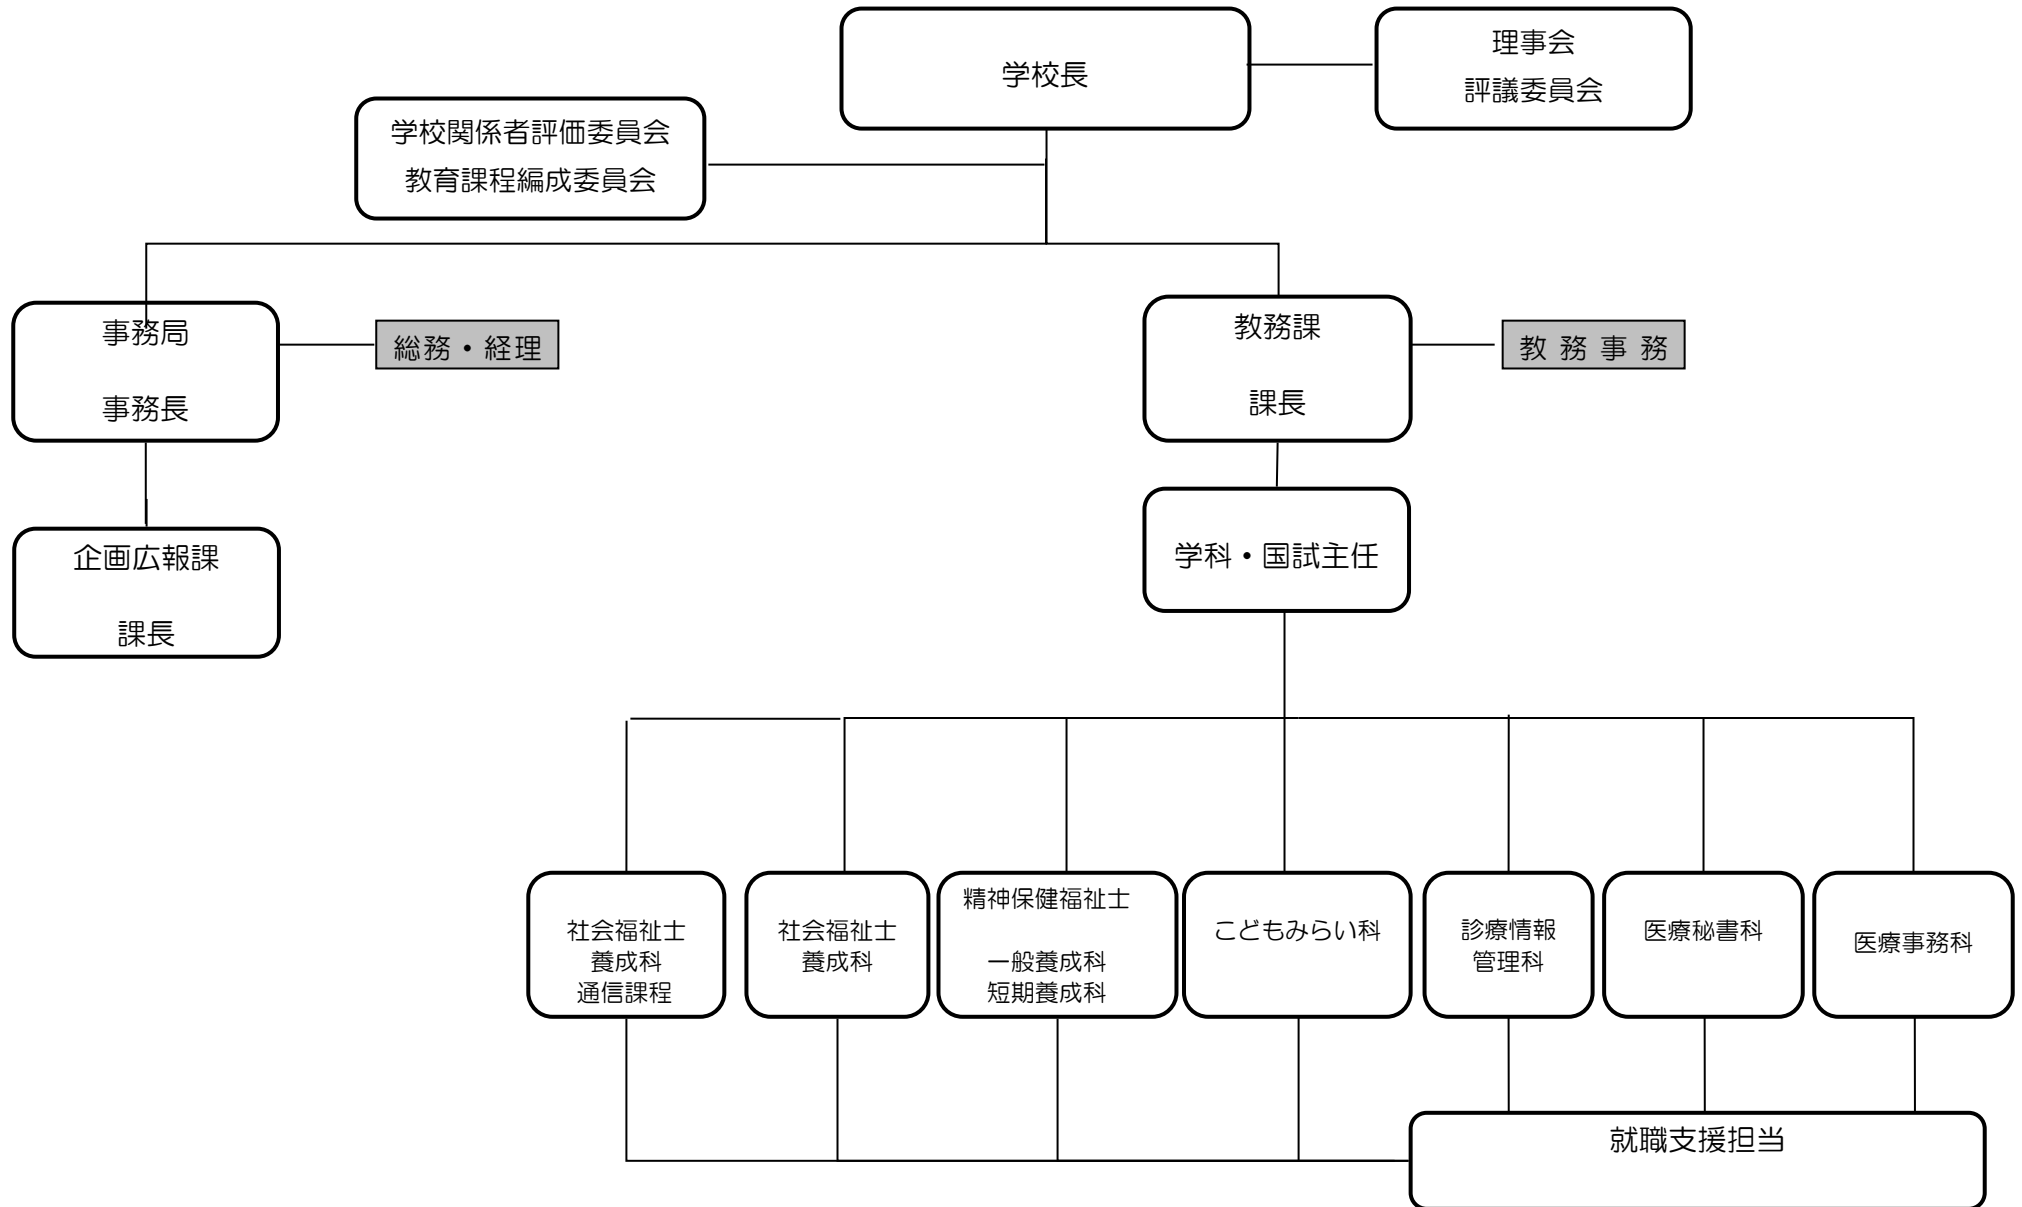 学校長
理事会
評議委員会
学校関係者評価委員会
教育課程編成委員会
事務局
事務長
総務・経理
教務課
課長
教 務 事 務
企画広報課
課長
学科・国試主任
社会福祉士
養成科
通信課程
社会福祉士
養成科
精神保健福祉士
一般養成科
短期養成科
こどもみらい科
診療情報
管理科
医療秘書科
医療事務科
就職支援担当